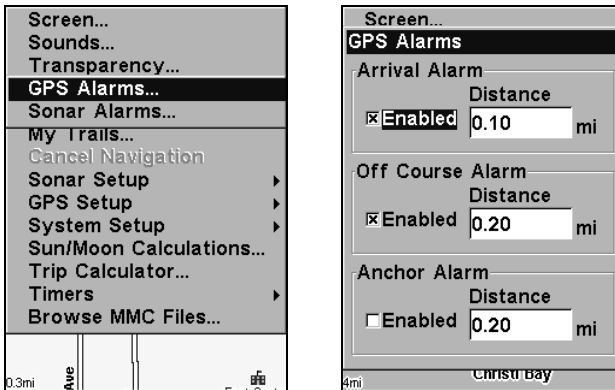 Screen...
Sounds...
Transparency...
GPS Alarms...
Sonar Alarms...
My Trails...
Cancel Navigation
Sonar Setup
GPS Setup
System Setup
Sun/Moon Calculations...
Trip Calculator...
Timers
Browse MMC Files...
0.3mi
Ave
Screen...
GPS Alarms
Arrival Alarm
Distance
Enabled 0.10 mi
Off Course Alarm
Distance
Enabled 0.20 mi
Anchor Alarm
Distance
Enabled 0.20 mi
4mi
Christi Bay